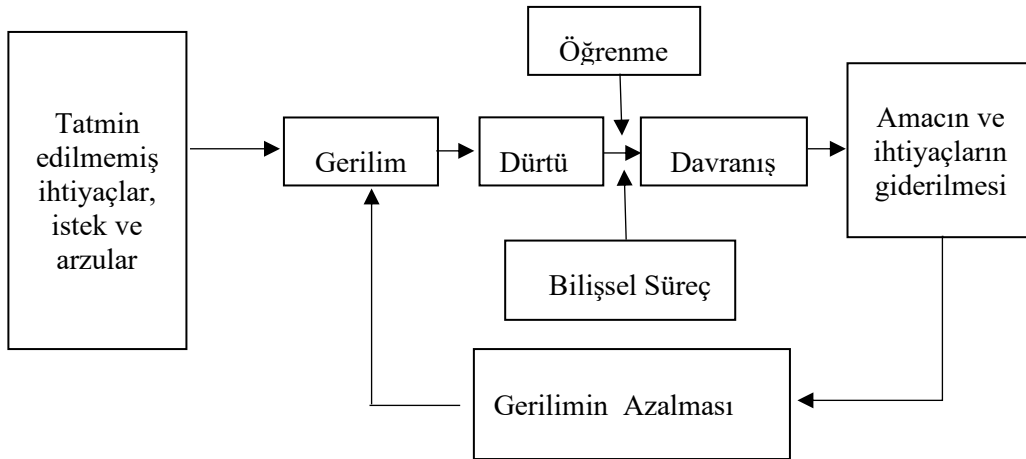 Öğrenme
Tatmin
edilmemiş
ihtiyaçlar,
istek ve
arzular
Gerilim
Dürtü
Davranış
Amacın ve
ihtiyaçların
giderilmesi
Bilişsel Süreç
Gerilimin Azalması